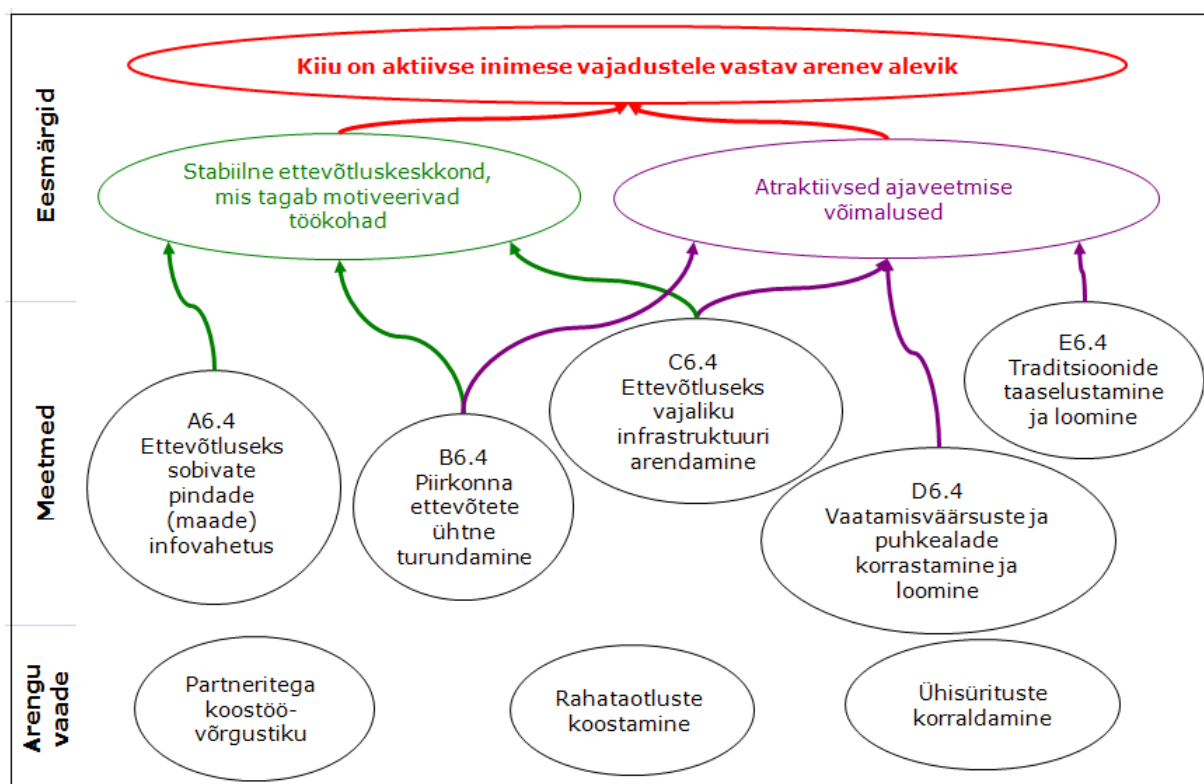 Eesmärgid
Kiiu on aktiivse inimese vajadustele vastav arenev alevik
Stabiilne ettevõtluskeskkond,
mis tagab motiveerivad
töökohad
Atraktiivsed ajaveetmise
võimalused
Meetmed
A6.4
Ettevõtluseks
sobivate
pindade
(maade)
infovahetus
B6.4
Piirkonna
ettevõtete
ühtne
turundamine
C6.4
Ettevõtluseks
vajaliku
infrastruktuuri
arendamine
D6.4
Vaatamisväärsuste ja
puhkealade
korrastamine ja
loomine
E6.4
Traditsioonide
taaselustamine
ja loomine
Arengu
vaade
Partneritega
koostöö-
võrgustiku
Rahataotluste
koostamine
Ühisürituste
korraldamine